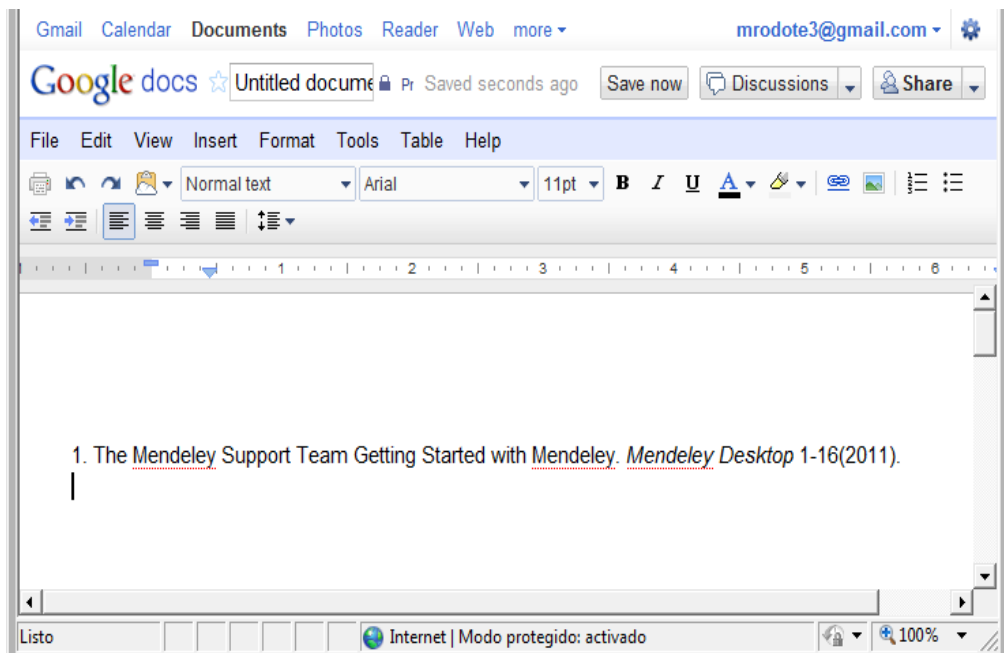 Gmail Calendar Documents Photos Reader Web more mrodote3@gmail.com
Google docs Untitled docume Pr Saved seconds ago Save now Discussions Share
File Edit View Insert Format Tools Table Help
Normal text Arial 11pt B I U A
1 2 3 4 5 6
1. The Mendeley Support Team Getting Started with Mendeley. Mendeley Desktop 1-16(2011).
Listo Internet | Modo protegido: activado 100%